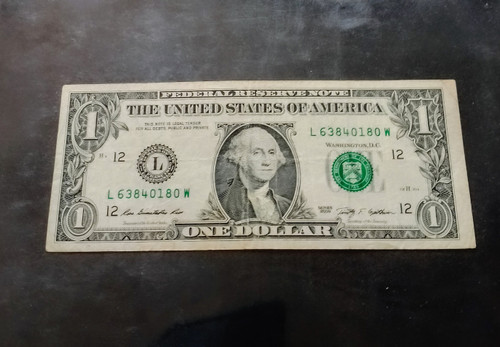 FEDERAL RESERVE NOTE
THE UNITED STATES OF AMERICA
1
1
THIS NOTE IS LEGAL TENDER
FOR ALL DEBTS, PUBLIC AND PRIVATE
L 63840180 W
WASHINGTON, D.C.
12
L
12
L 63840180 W
12
12
SERIES
1
1
ONE DOLLAR